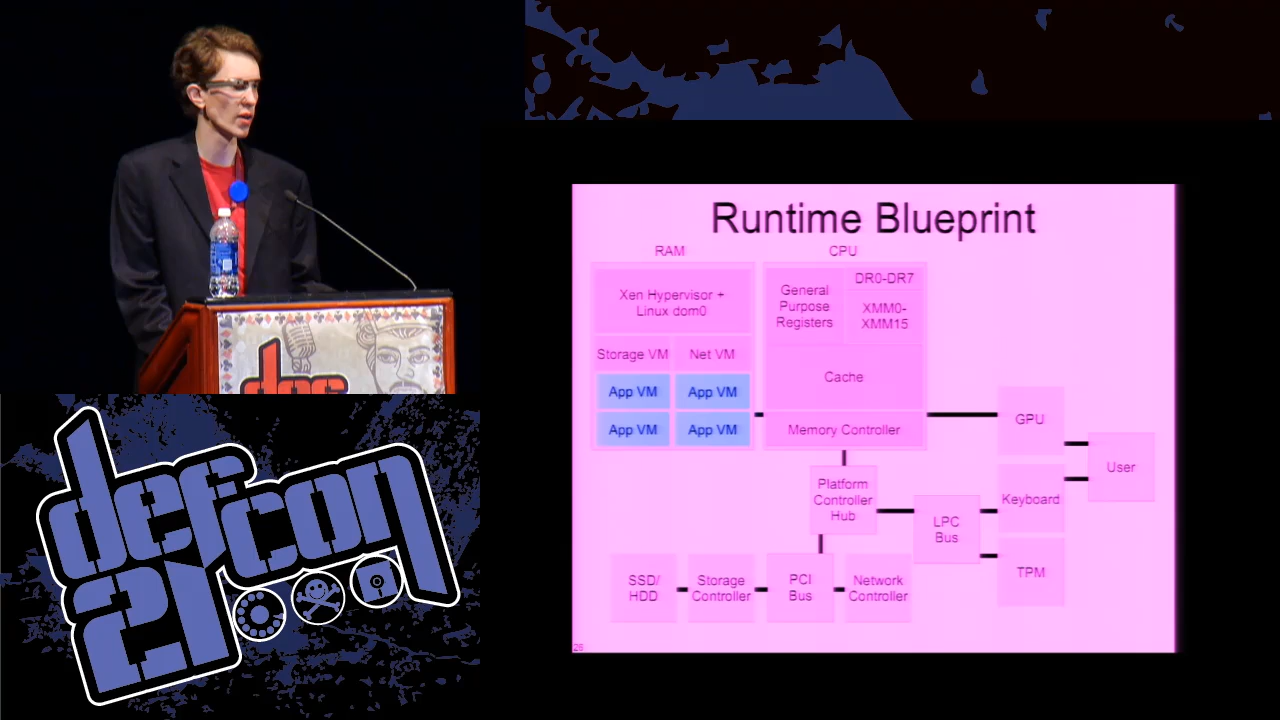 Runtime Blueprint
RAM
CPU
Xen Hypervisor +
Linux dom0
General
Purpose
Registers
DR0-DR7
XMM0-
XMM15
Storage VM
Net VM
Cache
App VM
App VM
App VM
App VM
Memory Controller
GPU
User
Platform
Controller
Hub
Keyboard
LPC
Bus
TPM
SSD/
HDD
Storage
Controller
PCI
Bus
Network
Controller
26
def
defcon
21